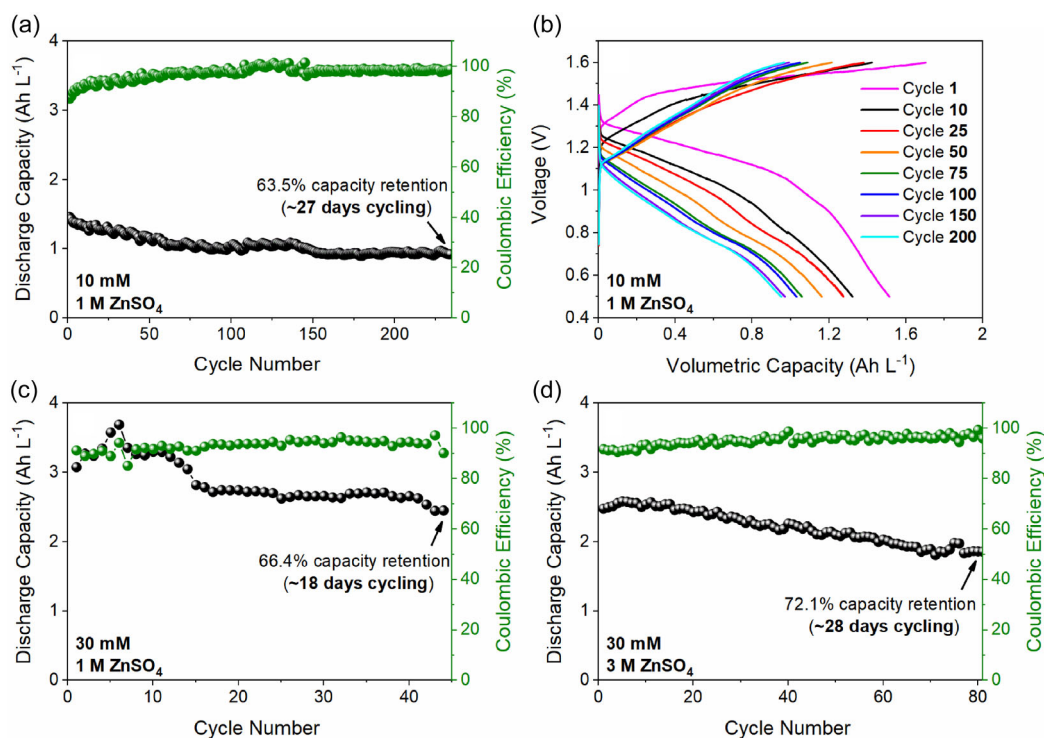 (a)
4
3
2
1
0
Discharge Capacity (Ah L⁻¹)
100
80
60
40
20
0
Coulombic Efficiency (%)
63.5% capacity retention
(~27 days cycling)
10 mM
1 M ZnSO₄
0 50 100 150 200
Cycle Number
(b)
1.6
1.4
1.2
1.0
0.8
0.6
0.4
Voltage (V)
Cycle 1
Cycle 10
Cycle 25
Cycle 50
Cycle 75
Cycle 100
Cycle 150
Cycle 200
10 mM
1 M ZnSO₄
0 0.4 0.8 1.2 1.6 2
Volumetric Capacity (Ah L⁻¹)
(c)
4
3
2
1
0
Discharge Capacity (Ah L⁻¹)
100
80
60
40
20
0
Coulombic Efficiency (%)
66.4% capacity retention
(~18 days cycling)
30 mM
1 M ZnSO₄
0 10 20 30 40
Cycle Number
(d)
4
3
2
1
0
Discharge Capacity (Ah L⁻¹)
100
80
60
40
20
0
Coulombic Efficiency (%)
72.1% capacity retention
(~28 days cycling)
30 mM
3 M ZnSO₄
0 20 40 60 80
Cycle Number